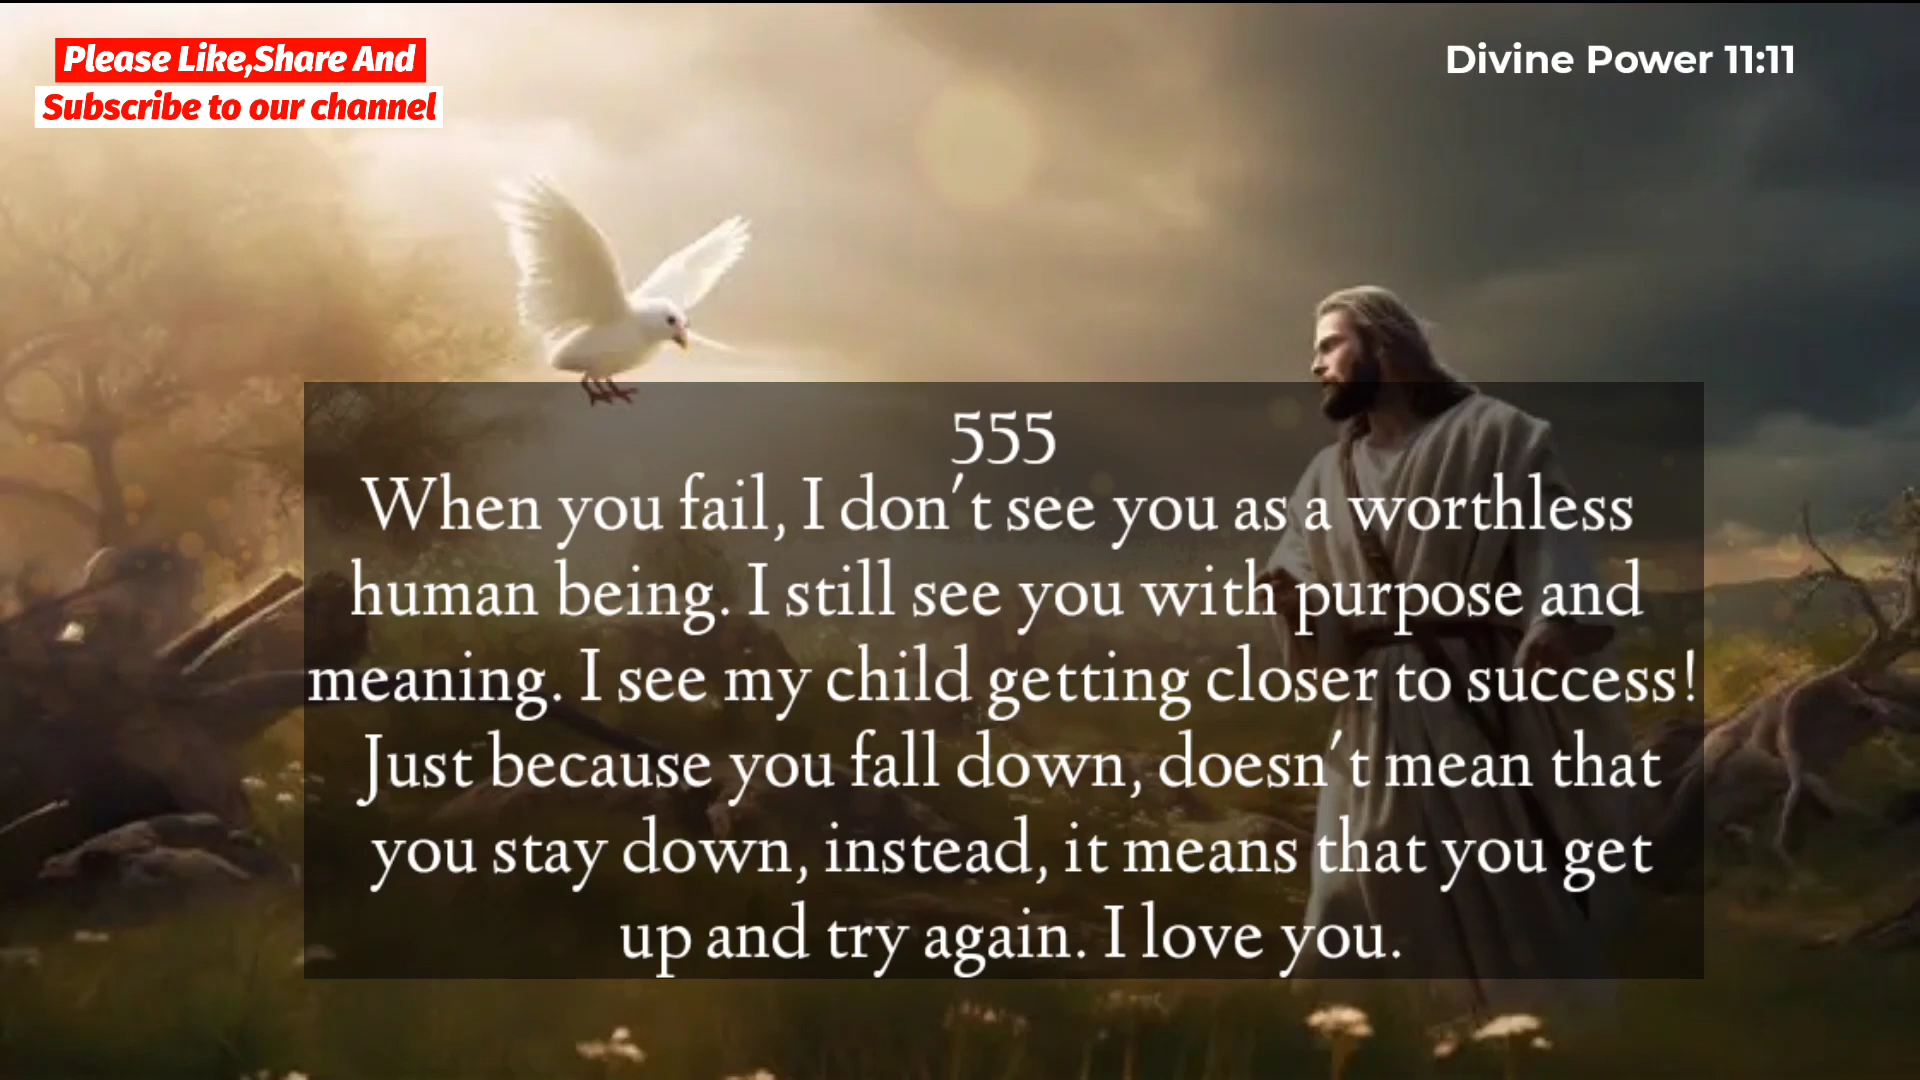 Please Like,Share And
Subscribe to our channel
Divine Power 11:11
555
When you fail, I don't see you as a worthless
human being. I still see you with purpose and
meaning. I see my child getting closer to success!
Just because you fall down, doesn't mean that
you stay down, instead, it means that you get
up and try again. I love you.